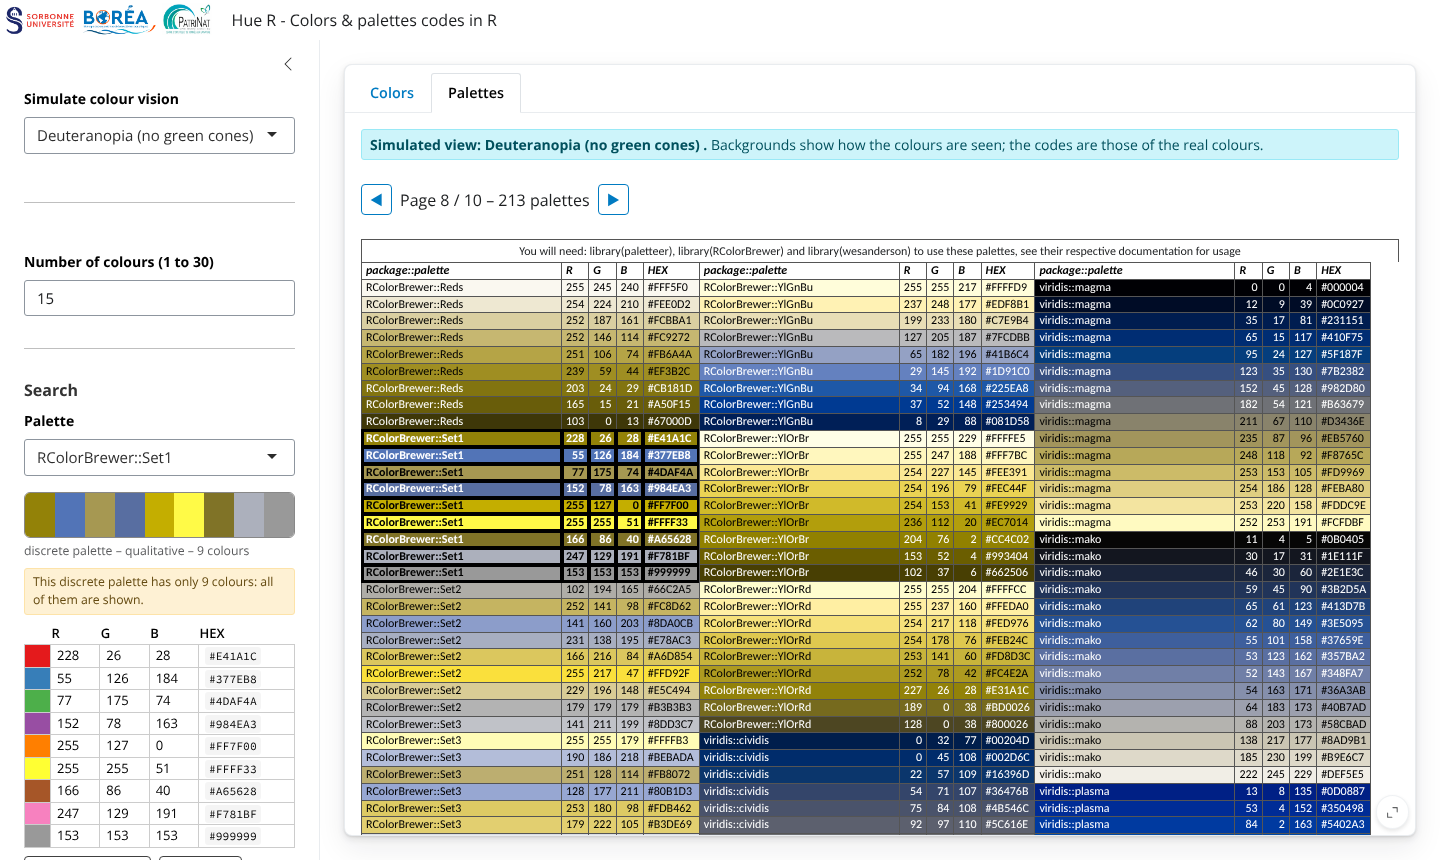 SORBONNE UNIVERSITÉ BORÉA PATRINAT Hue R - Colors & palettes codes in R
Simulate colour vision
Deuteranopia (no green cones)
Number of colours (1 to 30)
15
Search
Palette
RColorBrewer::Set1
discrete palette – qualitative – 9 colours
This discrete palette has only 9 colours: all
of them are shown.
R G B HEX
228 26 28 #E41A1C
55 126 184 #377EB8
77 175 74 #4DAF4A
152 78 163 #984EA3
255 127 0 #FF7F00
255 255 51 #FFFF33
166 86 40 #A65628
247 129 191 #F781BF
153 153 153 #999999
Colors Palettes
Simulated view: Deuteranopia (no green cones) . Backgrounds show how the colours are seen; the codes are those of the real colours.
Page 8 / 10 – 213 palettes
You will need: library(paletteer), library(RColorBrewer) and library(wesanderson) to use these palettes, see their respective documentation for usage
package::palette R G B HEX package::palette R G B HEX package::palette R G B HEX
RColorBrewer::Reds 255 245 240 #FFF5F0 RColorBrewer::YlGnBu 255 255 217 #FFFFD9 viridis::magma 0 0 4 #000004
RColorBrewer::Reds 254 224 210 #FEE0D2 RColorBrewer::YlGnBu 237 248 177 #EDF8B1 viridis::magma 12 9 39 #0C0927
RColorBrewer::Reds 252 187 161 #FCBBA1 RColorBrewer::YlGnBu 199 233 180 #C7E9B4 viridis::magma 35 17 81 #231151
RColorBrewer::Reds 252 146 114 #FC9272 RColorBrewer::YlGnBu 127 205 187 #7FCDBB viridis::magma 65 15 117 #410F75
RColorBrewer::Reds 251 106 74 #FB6A4A RColorBrewer::YlGnBu 65 182 196 #41B6C4 viridis::magma 95 24 127 #5F187F
RColorBrewer::Reds 239 59 44 #EF3B2C RColorBrewer::YlGnBu 29 145 192 #1D91C0 viridis::magma 123 35 130 #7B2382
RColorBrewer::Reds 203 24 29 #CB181D RColorBrewer::YlGnBu 34 94 168 #225EA8 viridis::magma 152 45 128 #982D80
RColorBrewer::Reds 165 15 21 #A50F15 RColorBrewer::YlGnBu 37 52 148 #253494 viridis::magma 182 54 121 #B63679
RColorBrewer::Reds 103 0 13 #67000D RColorBrewer::YlGnBu 8 29 88 #081D58 viridis::magma 211 67 110 #D3436E
RColorBrewer::Set1 228 26 28 #E41A1C RColorBrewer::YlOrBr 255 255 229 #FFFFE5 viridis::magma 235 87 96 #EB5760
RColorBrewer::Set1 55 126 184 #377EB8 RColorBrewer::YlOrBr 255 247 188 #FFF7BC viridis::magma 248 118 92 #F8765C
RColorBrewer::Set1 77 175 74 #4DAF4A RColorBrewer::YlOrBr 254 227 145 #FEE391 viridis::magma 253 153 105 #FD9969
RColorBrewer::Set1 152 78 163 #984EA3 RColorBrewer::YlOrBr 254 196 79 #FEC44F viridis::magma 254 186 128 #FEBA80
RColorBrewer::Set1 255 127 0 #FF7F00 RColorBrewer::YlOrBr 254 153 41 #FE9929 viridis::magma 253 220 158 #FDDC9E
RColorBrewer::Set1 255 255 51 #FFFF33 RColorBrewer::YlOrBr 236 112 20 #EC7014 viridis::magma 252 253 191 #FCFDBF
RColorBrewer::Set1 166 86 40 #A65628 RColorBrewer::YlOrBr 204 76 2 #CC4C02 viridis::mako 11 4 5 #0B0405
RColorBrewer::Set1 247 129 191 #F781BF RColorBrewer::YlOrBr 153 52 4 #993404 viridis::mako 30 17 31 #1E111F
RColorBrewer::Set1 153 153 153 #999999 RColorBrewer::YlOrBr 102 37 6 #662506 viridis::mako 46 30 60 #2E1E3C
RColorBrewer::Set2 102 194 165 #66C2A5 RColorBrewer::YlOrRd 255 255 204 #FFFFCC viridis::mako 59 45 90 #3B2D5A
RColorBrewer::Set2 252 141 98 #FC8D62 RColorBrewer::YlOrRd 255 237 160 #FFEDA0 viridis::mako 65 61 123 #413D7B
RColorBrewer::Set2 141 160 203 #8DA0CB RColorBrewer::YlOrRd 254 217 118 #FED976 viridis::mako 62 80 149 #3E5095
RColorBrewer::Set2 231 138 195 #E78AC3 RColorBrewer::YlOrRd 254 178 76 #FEB24C viridis::mako 55 101 158 #37659E
RColorBrewer::Set2 166 216 84 #A6D854 RColorBrewer::YlOrRd 253 141 60 #FD8D3C viridis::mako 53 123 162 #357BA2
RColorBrewer::Set2 255 217 47 #FFD92F RColorBrewer::YlOrRd 252 78 42 #FC4E2A viridis::mako 52 143 167 #348FA7
RColorBrewer::Set2 229 196 148 #E5C494 RColorBrewer::YlOrRd 227 26 28 #E31A1C viridis::mako 54 163 171 #36A3AB
RColorBrewer::Set2 179 179 179 #B3B3B3 RColorBrewer::YlOrRd 189 0 38 #BD0026 viridis::mako 64 183 173 #40B7AD
RColorBrewer::Set3 141 211 199 #8DD3C7 RColorBrewer::YlOrRd 128 0 38 #800026 viridis::mako 88 203 173 #58CBAD
RColorBrewer::Set3 255 255 179 #FFFFB3 viridis::cividis 0 32 77 #00204D viridis::mako 138 217 177 #8AD9B1
RColorBrewer::Set3 190 186 218 #BEBADA viridis::cividis 0 45 108 #002D6C viridis::mako 185 230 199 #B9E6C7
RColorBrewer::Set3 251 128 114 #FB8072 viridis::cividis 22 57 109 #16396D viridis::mako 222 245 229 #DEF5E5
RColorBrewer::Set3 128 177 211 #80B1D3 viridis::cividis 54 71 107 #36476B viridis::plasma 13 8 135 #0D0887
RColorBrewer::Set3 253 180 98 #FDB462 viridis::cividis 75 84 108 #4B546C viridis::plasma 53 4 152 #350498
RColorBrewer::Set3 179 222 105 #B3DE69 viridis::cividis 92 97 110 #5C616E viridis::plasma 84 2 163 #5402A3